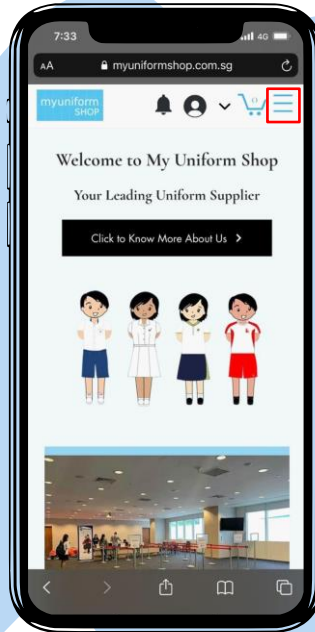 7:33
4G
AA
myuniformshop.com.sg
myuniform
SHOP
0
Welcome to My Uniform Shop
Your Leading Uniform Supplier
Click to Know More About Us >